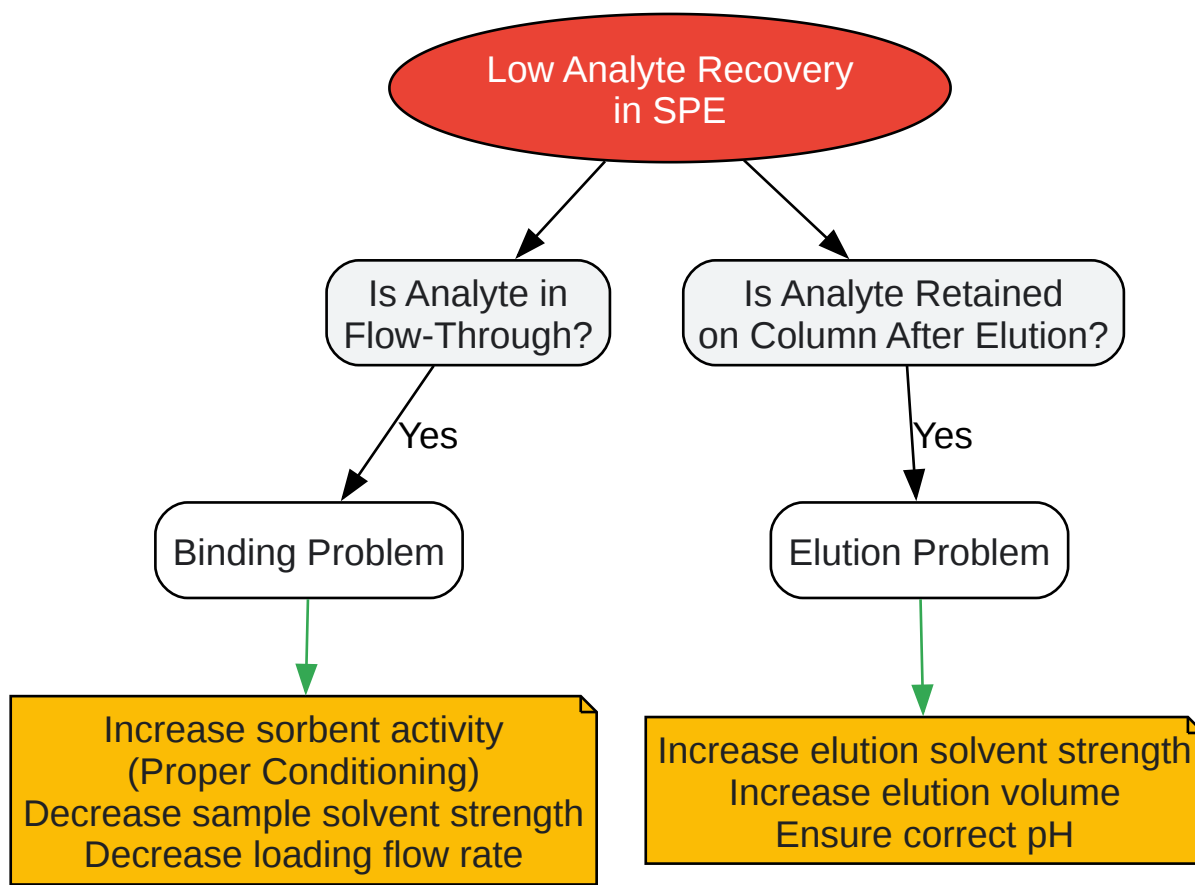 Low Analyte Recovery
in SPE
Is Analyte in
Flow-Through?
Is Analyte Retained
on Column After Elution?
Yes
Yes
Binding Problem
Elution Problem
Increase sorbent activity
(Proper Conditioning)
Decrease sample solvent strength
Decrease loading flow rate
Increase elution solvent strength
Increase elution volume
Ensure correct pH